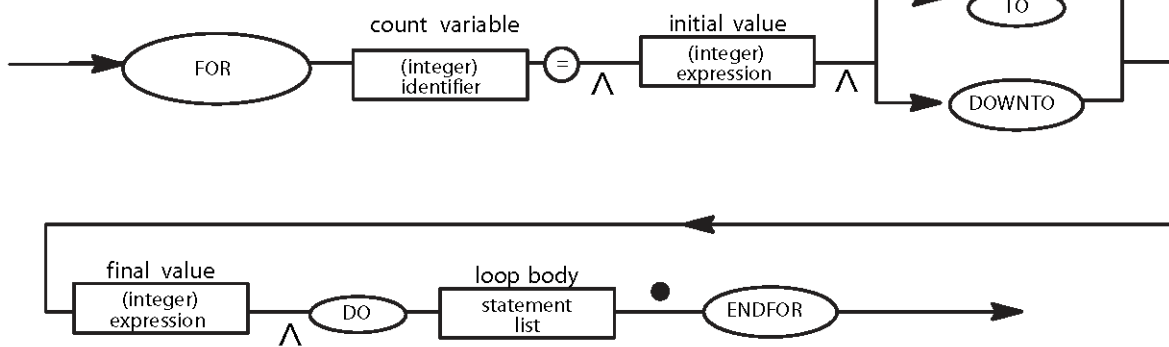 count variable
initial value
TO
FOR
(integer)
identifier
=
(integer)
expression
DOWNTO
final value
(integer)
expression
DO
loop body
statement
list
ENDFOR